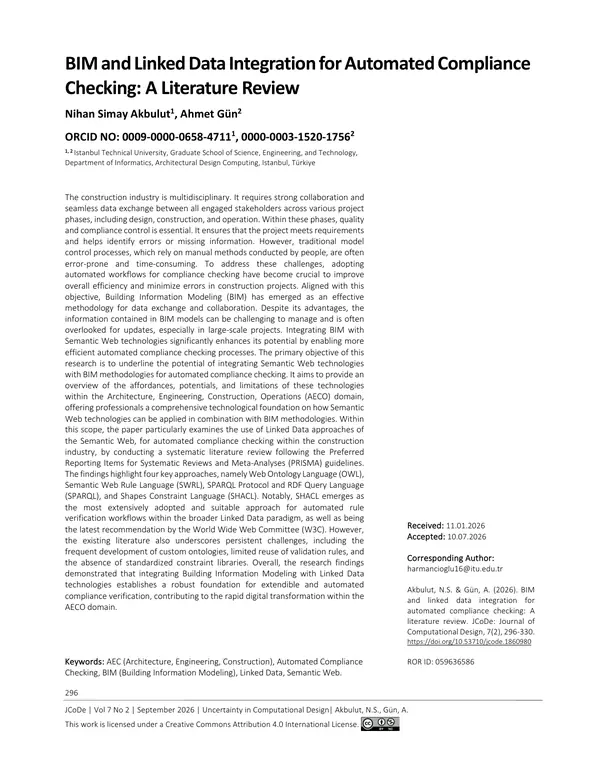 BIM and Linked Data Integration for Automated Compliance
Checking: A Literature Review
Nihan Simay Akbulut1, Ahmet Gün2
ORCID NO: 0009-0000-0658-47111, 0000-0003-1520-17562
1, 2 Istanbul Technical University, Graduate School of Science, Engineering, and Technology,
Department of Informatics, Architectural Design Computing, Istanbul, Türkiye
The construction industry is multidisciplinary. It requires strong collaboration and
seamless data exchange between all engaged stakeholders across various project
phases, including design, construction, and operation. Within these phases, quality
and compliance control is essential. It ensures that the project meets requirements
and helps identify errors or missing information. However, traditional model
control processes, which rely on manual methods conducted by people, are often
error-prone and time-consuming. To address these challenges, adopting
automated workflows for compliance checking have become crucial to improve
overall efficiency and minimize errors in construction projects. Aligned with this
objective, Building Information Modeling (BIM) has emerged as an effective
methodology for data exchange and collaboration. Despite its advantages, the
information contained in BIM models can be challenging to manage and is often
overlooked for updates, especially in large-scale projects. Integrating BIM with
Semantic Web technologies significantly enhances its potential by enabling more
efficient automated compliance checking processes. The primary objective of this
research is to underline the potential of integrating Semantic Web technologies
with BIM methodologies for automated compliance checking. It aims to provide an
overview of the affordances, potentials, and limitations of these technologies
within the Architecture, Engineering, Construction, Operations (AECO) domain,
offering professionals a comprehensive technological foundation on how Semantic
Web technologies can be applied in combination with BIM methodologies. Within
this scope, the paper particularly examines the use of Linked Data approaches of
the Semantic Web, for automated compliance checking within the construction
industry, by conducting a systematic literature review following the Preferred
Reporting Items for Systematic Reviews and Meta-Analyses (PRISMA) guidelines.
The findings highlight four key approaches, namely Web Ontology Language (OWL),
Semantic Web Rule Language (SWRL), SPARQL Protocol and RDF Query Language
(SPARQL), and Shapes Constraint Language (SHACL). Notably, SHACL emerges as
the most extensively adopted and suitable approach for automated rule
verification workflows within the broader Linked Data paradigm, as well as being
the latest recommendation by the World Wide Web Committee (W3C). However,
the existing literature also underscores persistent challenges, including the
frequent development of custom ontologies, limited reuse of validation rules, and
the absence of standardized constraint libraries. Overall, the research findings
demonstrated that integrating Building Information Modeling with Linked Data
technologies establishes a robust foundation for extendible and automated
compliance verification, contributing to the rapid digital transformation within the
AECO domain.
Received: 11.01.2026
Accepted: 10.07.2026
Corresponding Author:
harmancioglu16@itu.edu.tr
Akbulut, N.S. & Gün, A. (2026). BIM
and linked data integration for
automated compliance checking: A
literature review. JCoDe: Journal of
Computational Design, 7(2), 296-330.
https://doi.org/10.53710/jcode.1860980
ROR ID: 059636586
Keywords: AEC (Architecture, Engineering, Construction), Automated Compliance
Checking, BIM (Building Information Modeling), Linked Data, Semantic Web.
296
JCoDe | Vol 7 No 2 | September 2026 | Uncertainty in Computational Design| Akbulut, N.S., Gün, A.
This work is licensed under a Creative Commons Attribution 4.0 International License.
CC BY NC